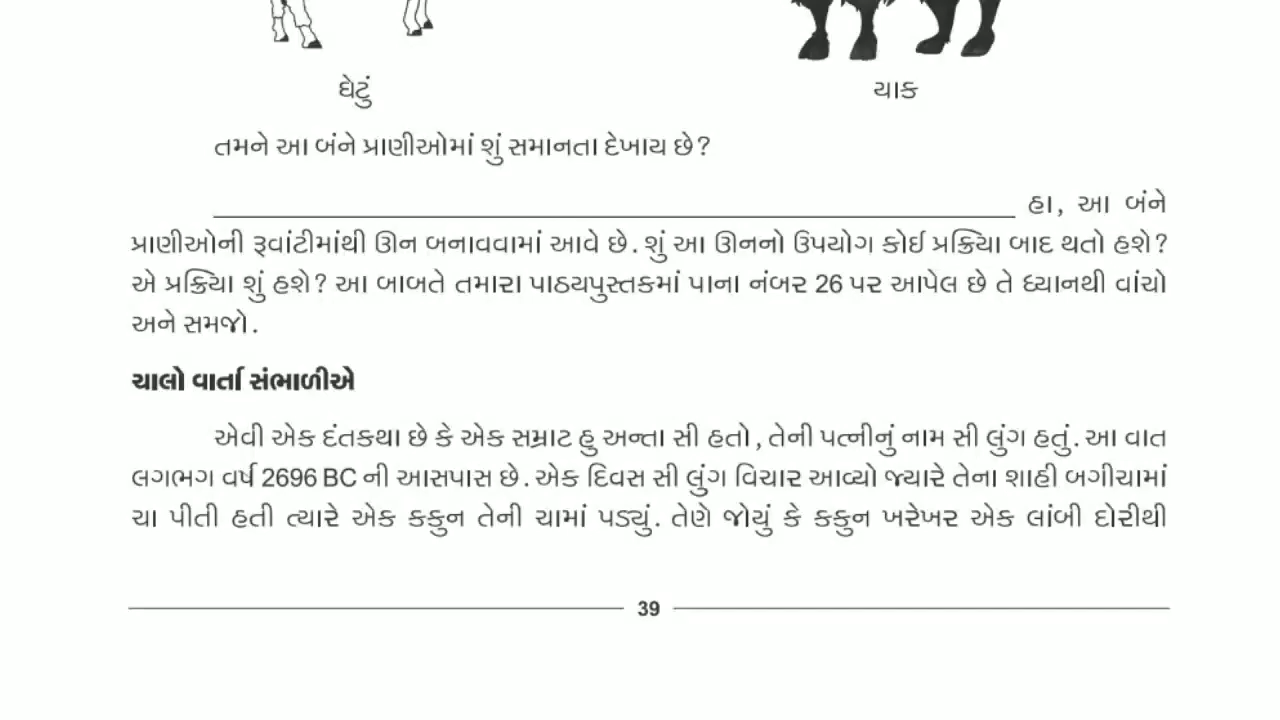 ઘેટું
યાક
તમને આ બંને પ્રાણીઓમાં શું સમાનતા દેખાય છે?
હા, આ બંને
પ્રાણીઓની રૂવાંટીમાંથી ઊન બનાવવામાં આવે છે. શું આ ઊનનો ઉપયોગ કોઈ પ્રક્રિયા બાદ થતો હશે?
એ પ્રક્રિયા શું હશે? આ બાબતે તમારા પાઠયપુસ્તકમાં પાના નંબર 26 પર આપેલ છે તે ધ્યાનથી વાંચો
અને સમજો.
ચાલો વાર્તા સંભાળીએ
એવી એક દંતકથા છે કે એક સમ્રાટ હુ અન્તા સી હતો, તેની પત્નીનું નામ સી લુંગ હતું. આ વાત
લગભગ વર્ષ 2696 BC ની આસપાસ છે. એક દિવસ સી લુંગ વિચાર આવ્યો જ્યારે તેના શાહી બગીચામાં
ચા પીતી હતી ત્યારે એક કકુન તેની ચામાં પડ્યું. તેણે જોયું કે કકુન ખરેખર એક લાંબી દોરીથી
39